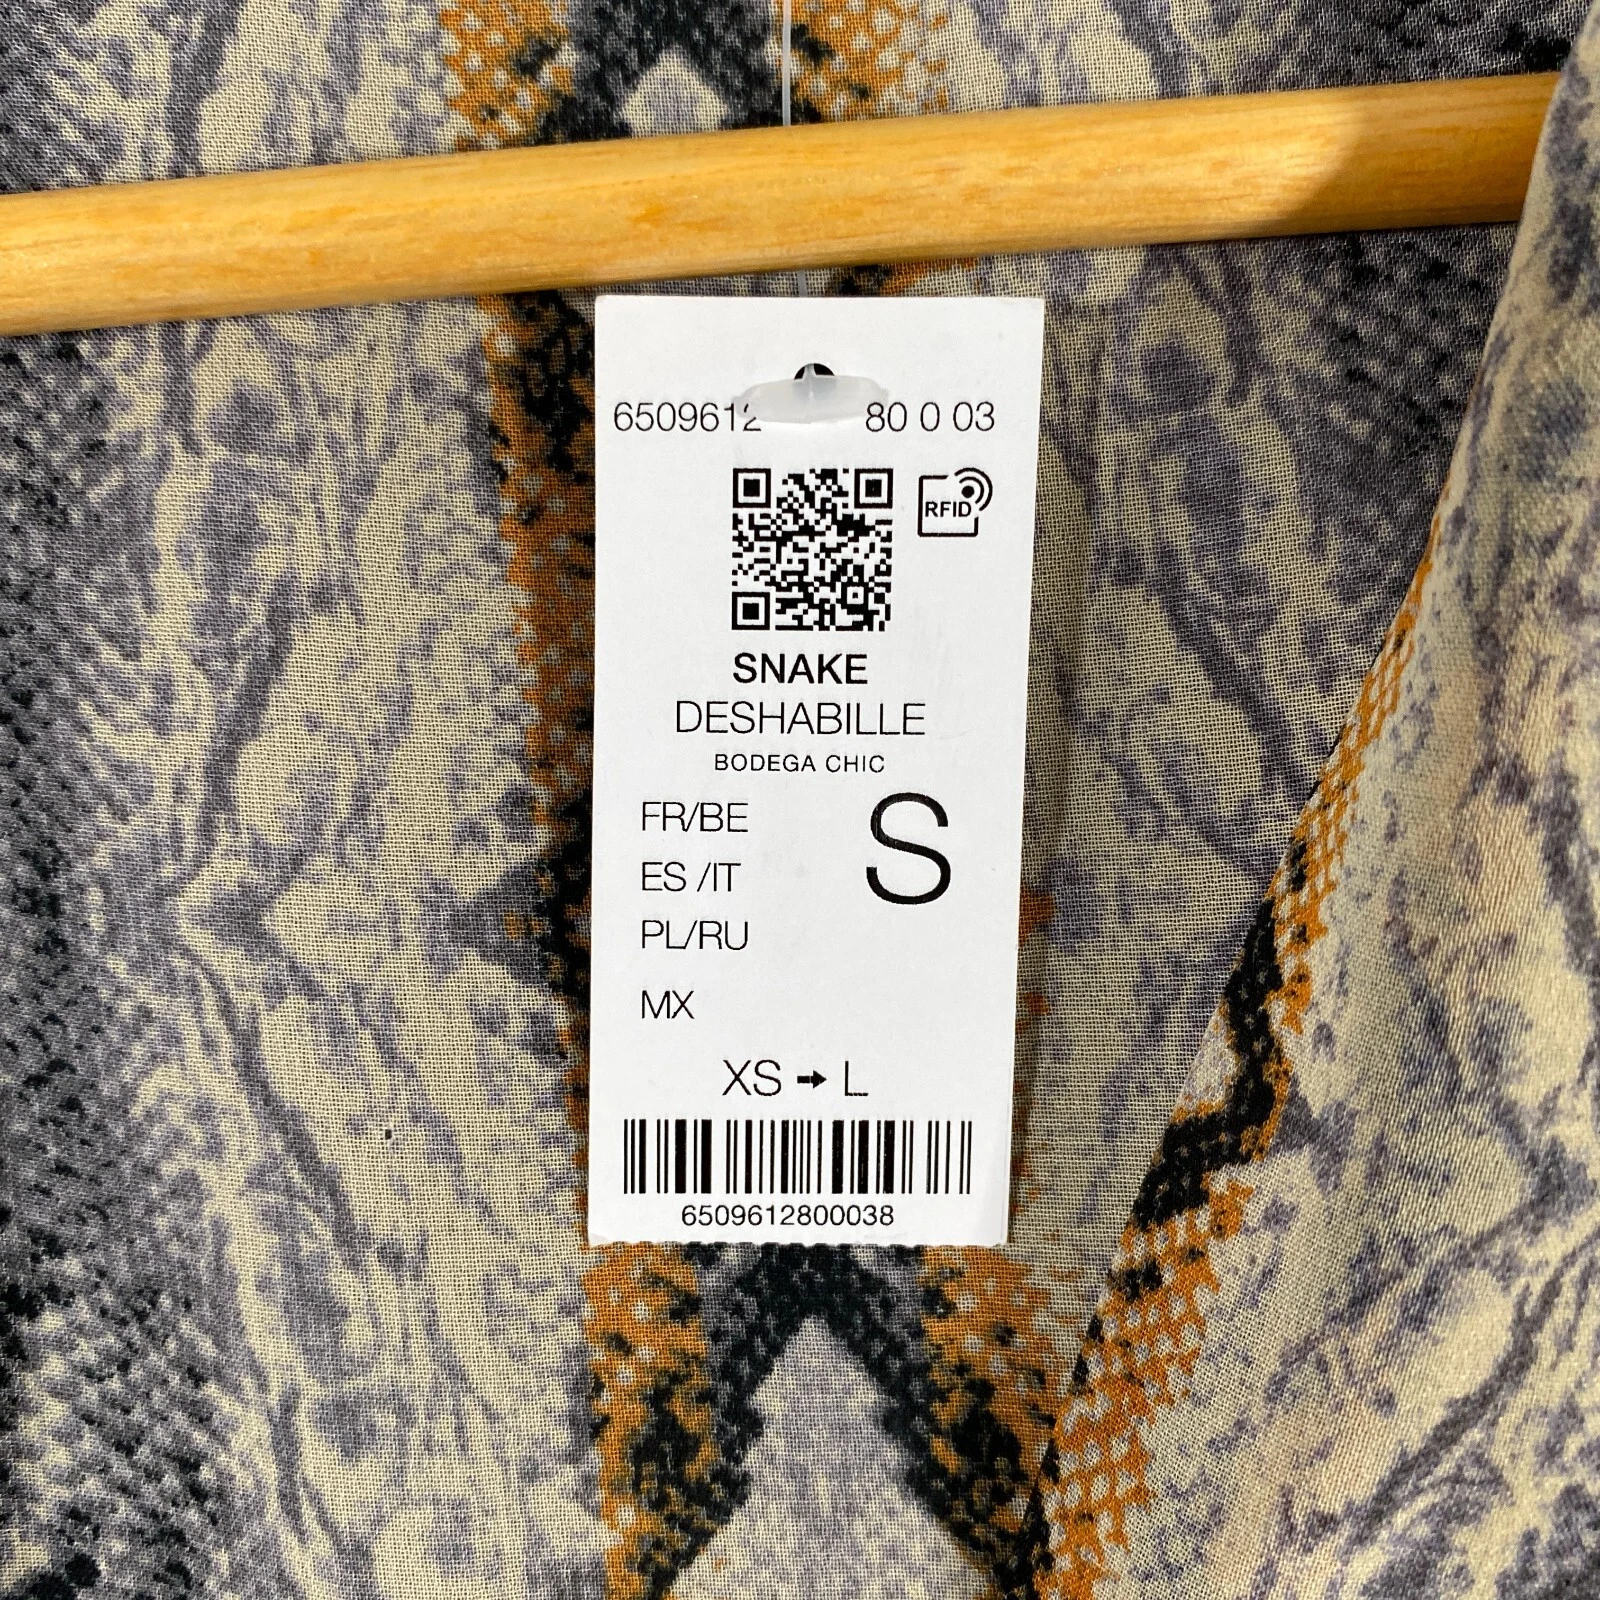 6509612 80 0 03
RFID
SNAKE
DESHABILLE
BODEGA CHIC
FR/BE
S
ES /IT
PL/RU
MX
XS → L
6509612800038